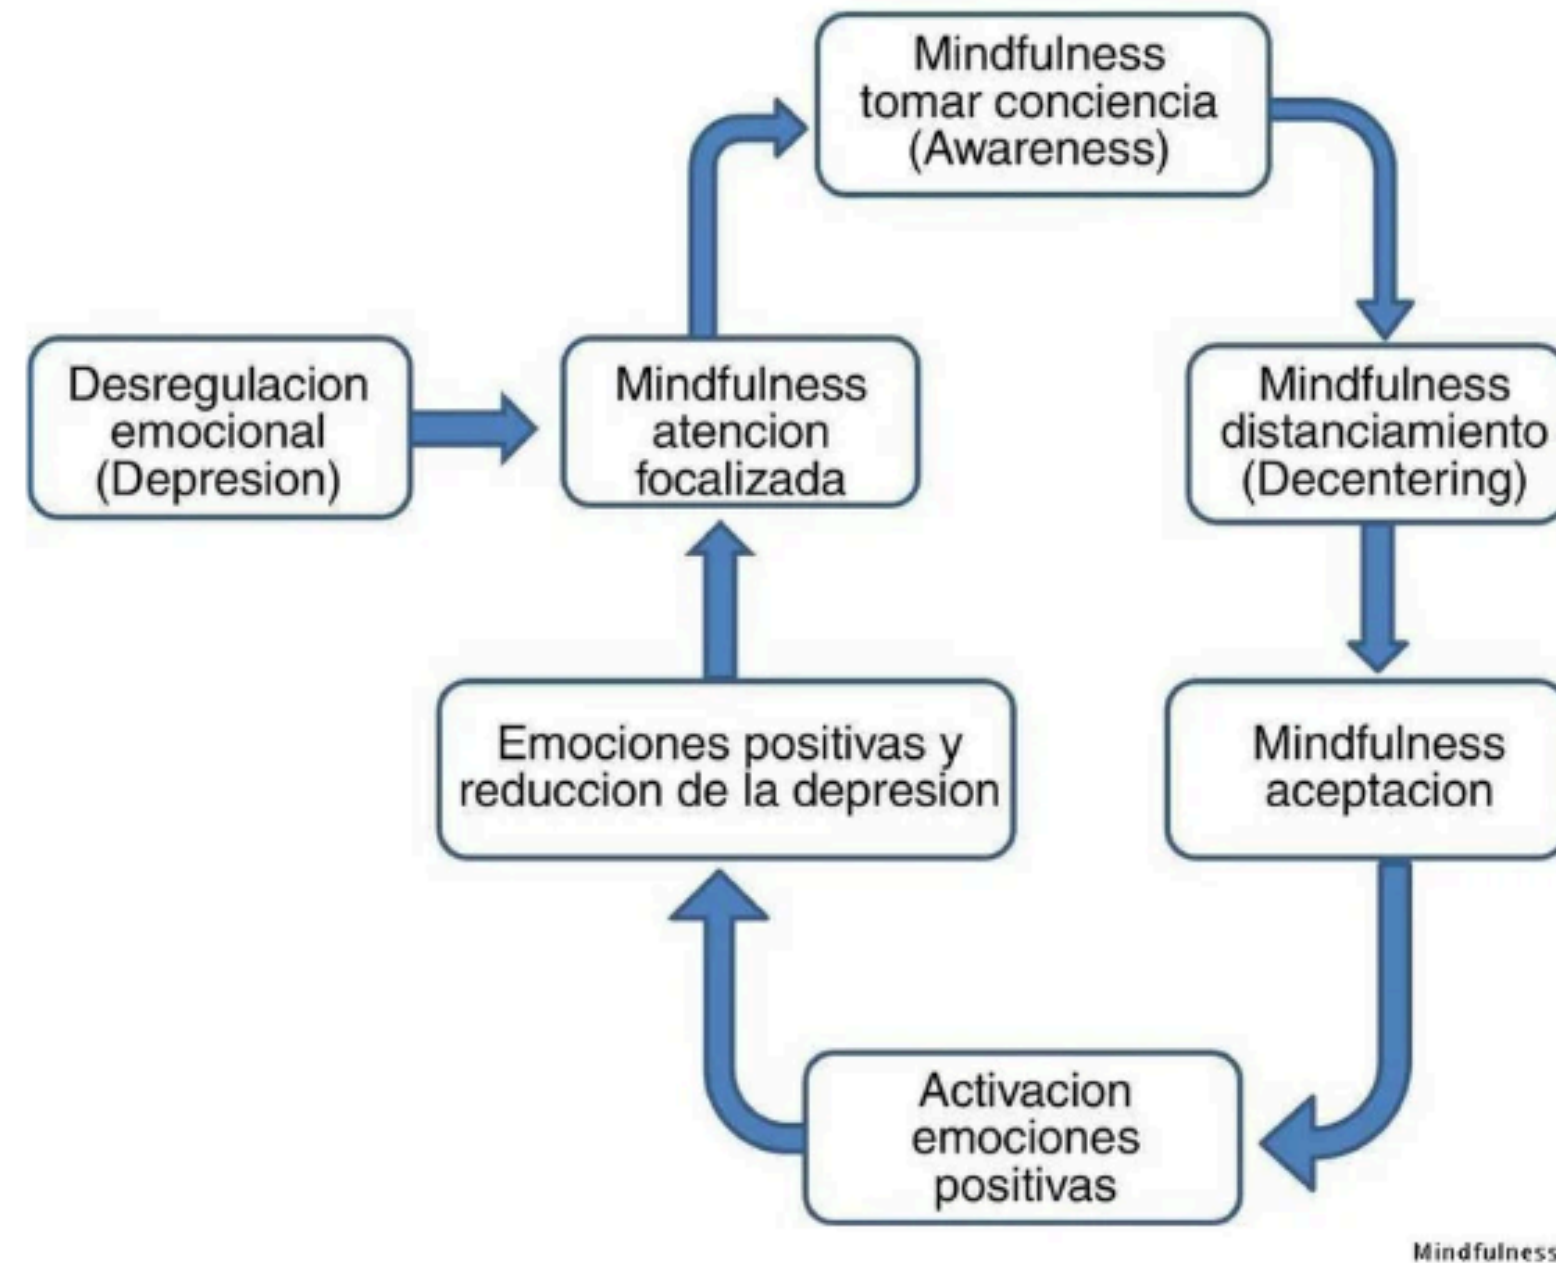 Mindfulness
tomar conciencia
(Awareness)
Desregulacion
emocional
(Depresion)
Mindfulness
atencion
focalizada
Mindfulness
distanciamiento
(Decentering)
Emociones positivas y
reduccion de la depresion
Mindfulness
aceptacion
Activacion
emociones
positivas
Mindfulness